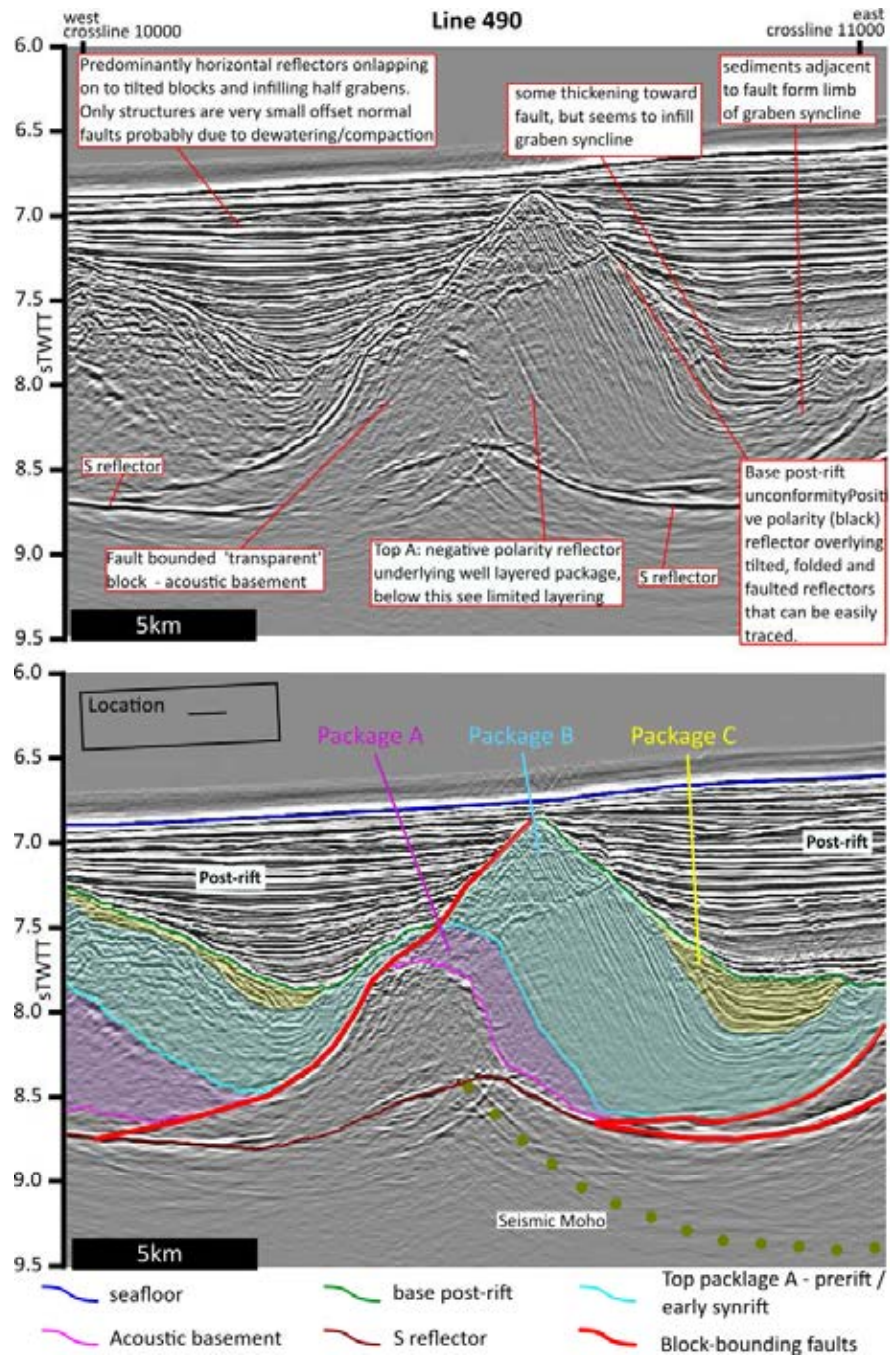 west
crossline 10000
Line 490
east
crossline 11000
6.0
Predominantly horizontal reflectors onlapping
on to tilted blocks and infilling half grabens.
Only structures are very small offset normal
faults probably due to dewatering/compaction
some thickening toward
fault, but seems to infill
graben syncline
sediments adjacent
to fault form limb
of graben syncline
6.5
7.0
7.5
sTWTT
8.0
8.5
9.0
9.5
S reflector
Fault bounded 'transparent'
block - acoustic basement
Top A: negative polarity reflector
underlying well layered package,
below this see limited layering
S reflector
Base post-rift
unconformityPositi
ve polarity (black)
reflector overlying
tilted, folded and
faulted reflectors
that can be easily
traced.
5km
6.0
Location
Package A
Package B
Package C
6.5
7.0
Post-rift
Post-rift
7.5
sTWTT
8.0
8.5
9.0
Seismic Moho
9.5
5km
seafloor
base post-rift
Top packlage A - prerift /
early synrift
Acoustic basement
S reflector
Block-bounding faults